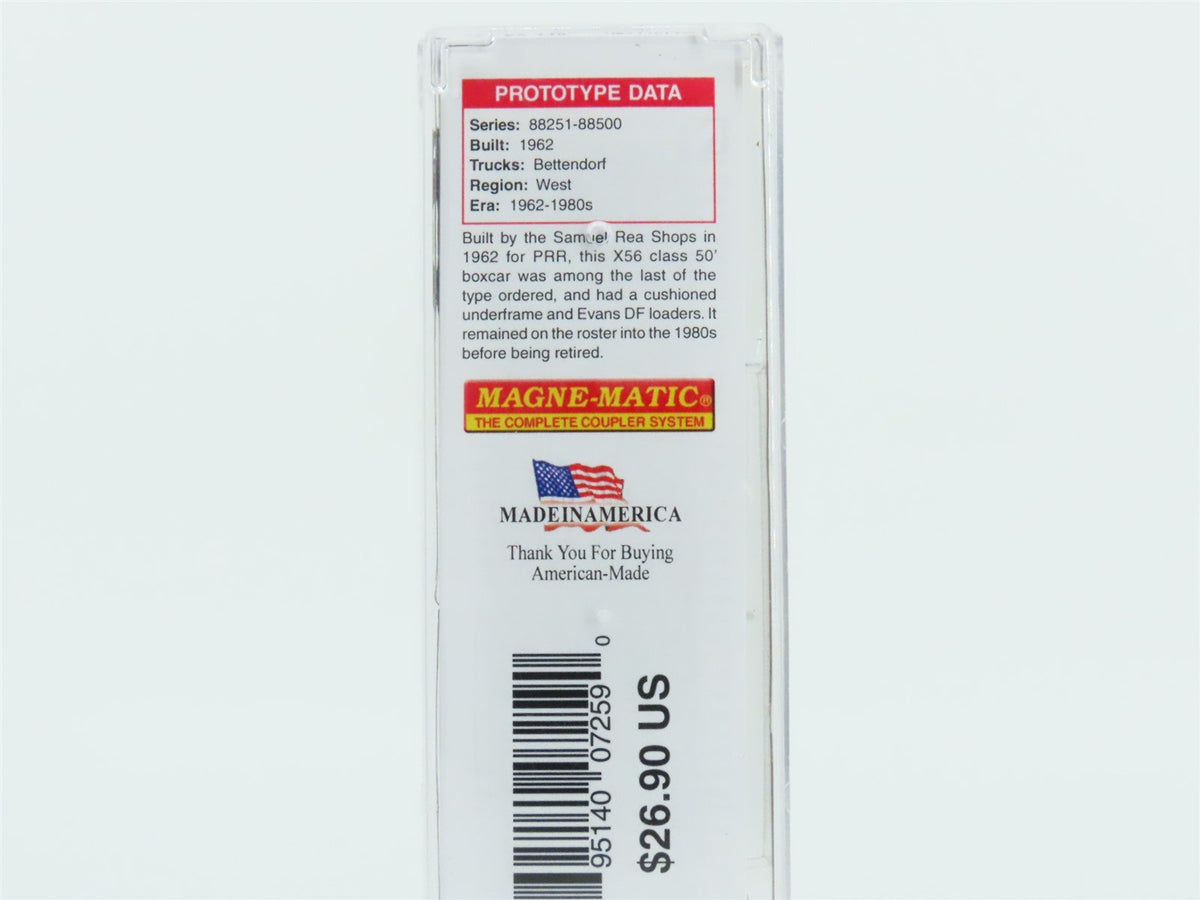 PROTOTYPE DATA
Series: 88251-88500
Built: 1962
Trucks: Bettendorf
Region: West
Era: 1962-1980s
Built by the Samuel Rea Shops in
1962 for PRR, this X56 class 50'
boxcar was among the last of the
type ordered, and had a cushioned
underframe and Evans DF loaders. It
remained on the roster into the 1980s
before being retired.
MAGNE-MATIC®
THE COMPLETE COUPLER SYSTEM
MADEINAMERICA
Thank You For Buying
American-Made
95140 07259 0
$26.90 US